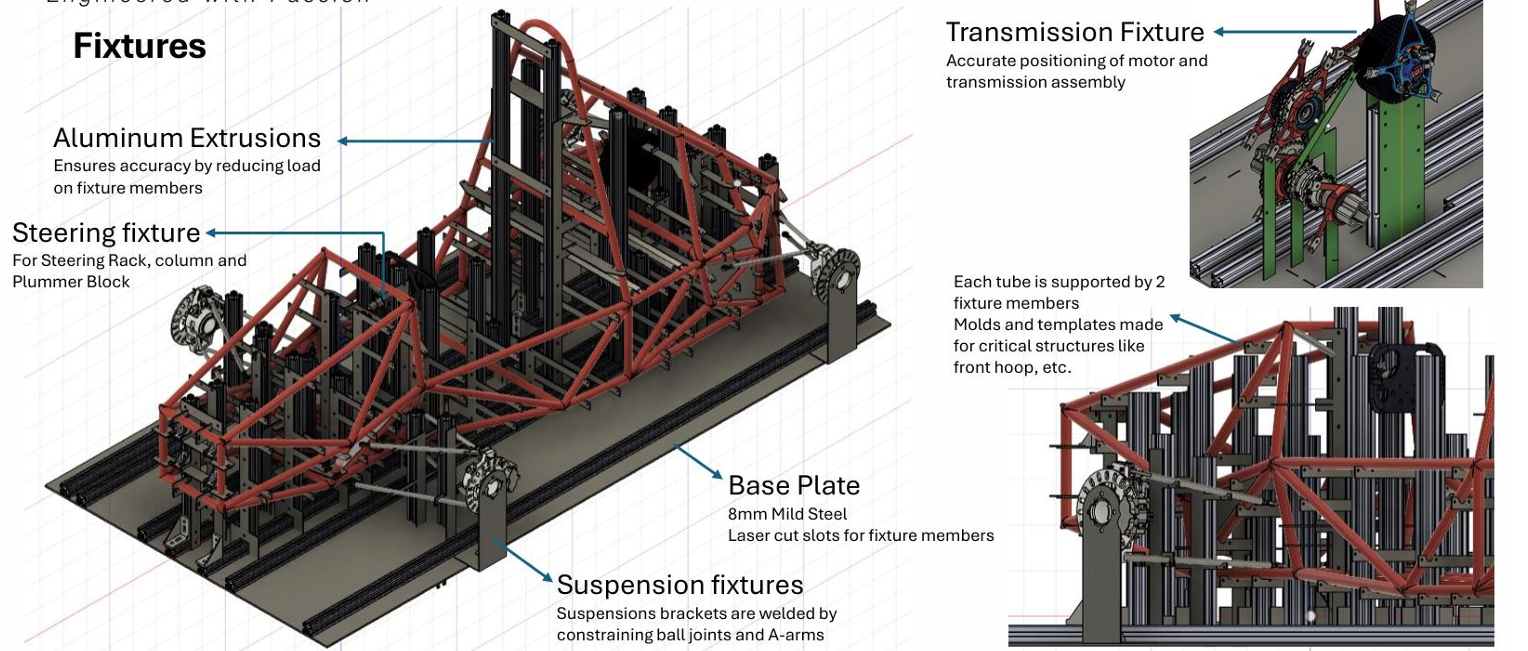 Engineered with Passion
Fixtures
Aluminum Extrusions
Ensures accuracy by reducing load
on fixture members
Steering fixture
For Steering Rack, column and
Plummer Block
Transmission Fixture
Accurate positioning of motor and
transmission assembly
Each tube is supported by 2
fixture members
Molds and templates made
for critical structures like
front hoop, etc.
Base Plate
8mm Mild Steel
Laser cut slots for fixture members
Suspension fixtures
Suspensions brackets are welded by
constraining ball joints and A-arms